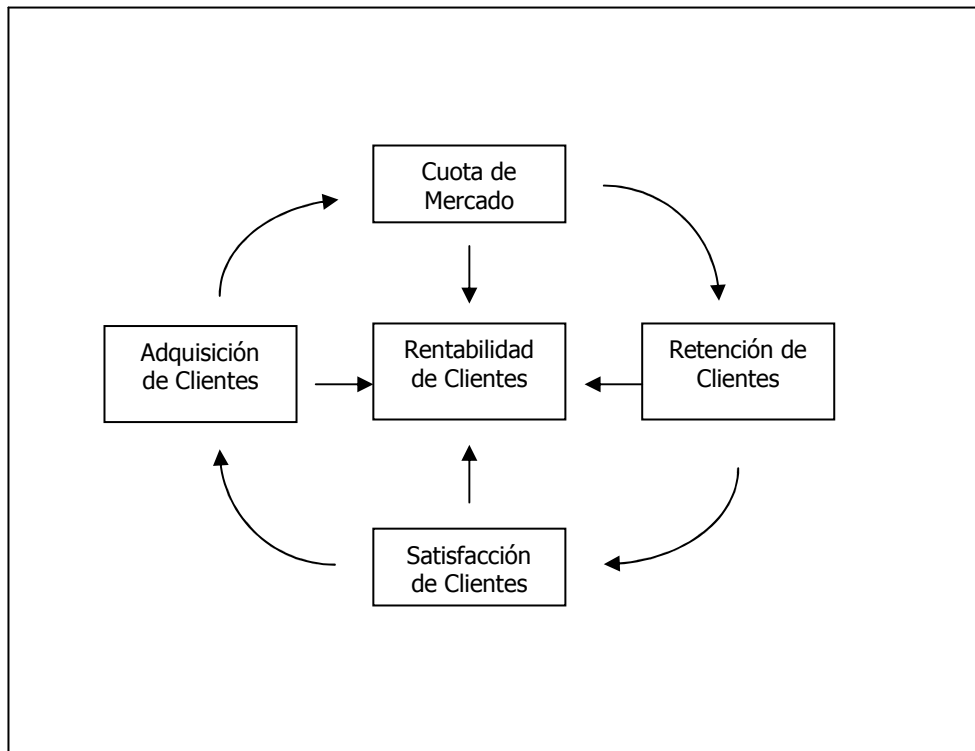 Cuota de
Mercado
Adquisición
de Clientes
Rentabilidad
de Clientes
Retención de
Clientes
Satisfacción
de Clientes